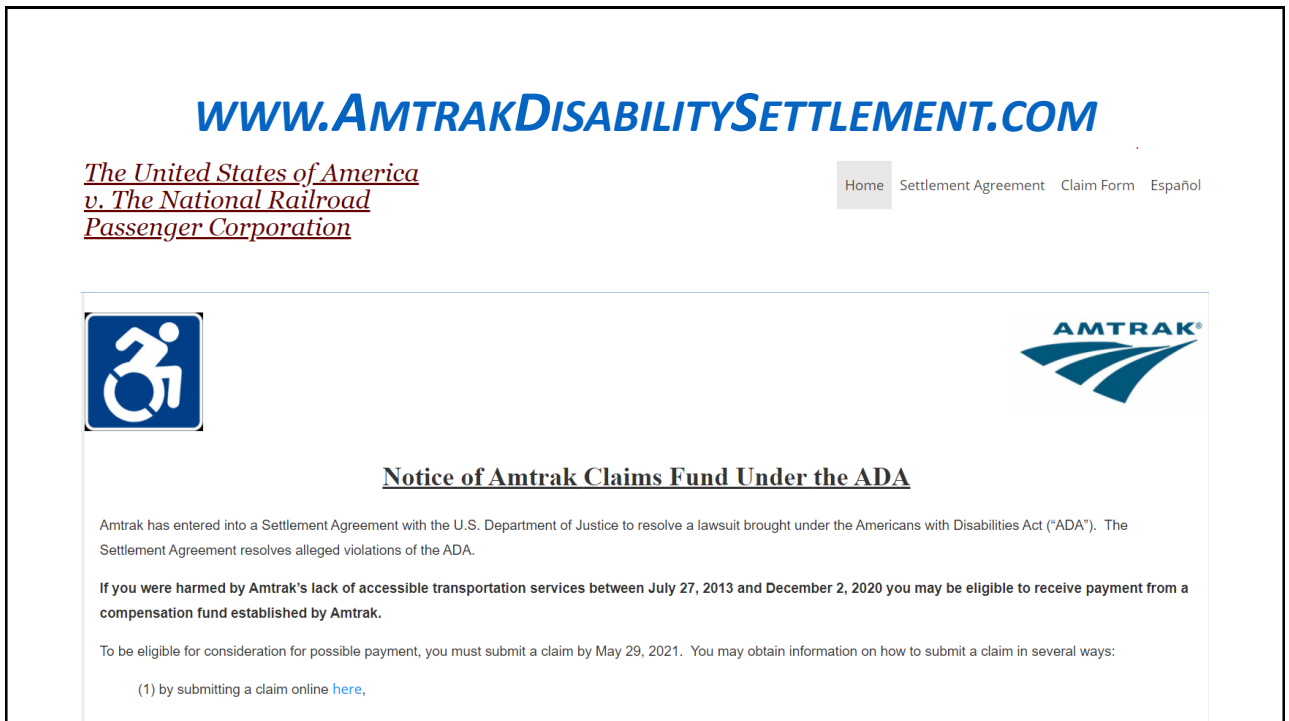 www.AmtrakDisabilitySettlement.com
The United States of America
v. The National Railroad
Passenger Corporation
Home Settlement Agreement Claim Form Español
AMTRAK®
Notice of Amtrak Claims Fund Under the ADA
Amtrak has entered into a Settlement Agreement with the U.S. Department of Justice to resolve a lawsuit brought under the Americans with Disabilities Act (“ADA”). The
Settlement Agreement resolves alleged violations of the ADA.
If you were harmed by Amtrak’s lack of accessible transportation services between July 27, 2013 and December 2, 2020 you may be eligible to receive payment from a
compensation fund established by Amtrak.
To be eligible for consideration for possible payment, you must submit a claim by May 29, 2021. You may obtain information on how to submit a claim in several ways:
(1) by submitting a claim online here,